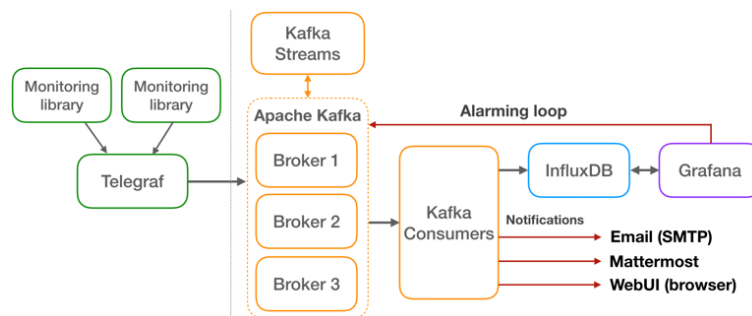 Kafka
Streams
Monitoring
library
Monitoring
library
Apache Kafka
Alarming loop
Broker 1
Telegraf
InfluxDB
Grafana
Broker 2
Kafka
Consumers
Notifications
Email (SMTP)
Mattermost
WebUI (browser)
Broker 3